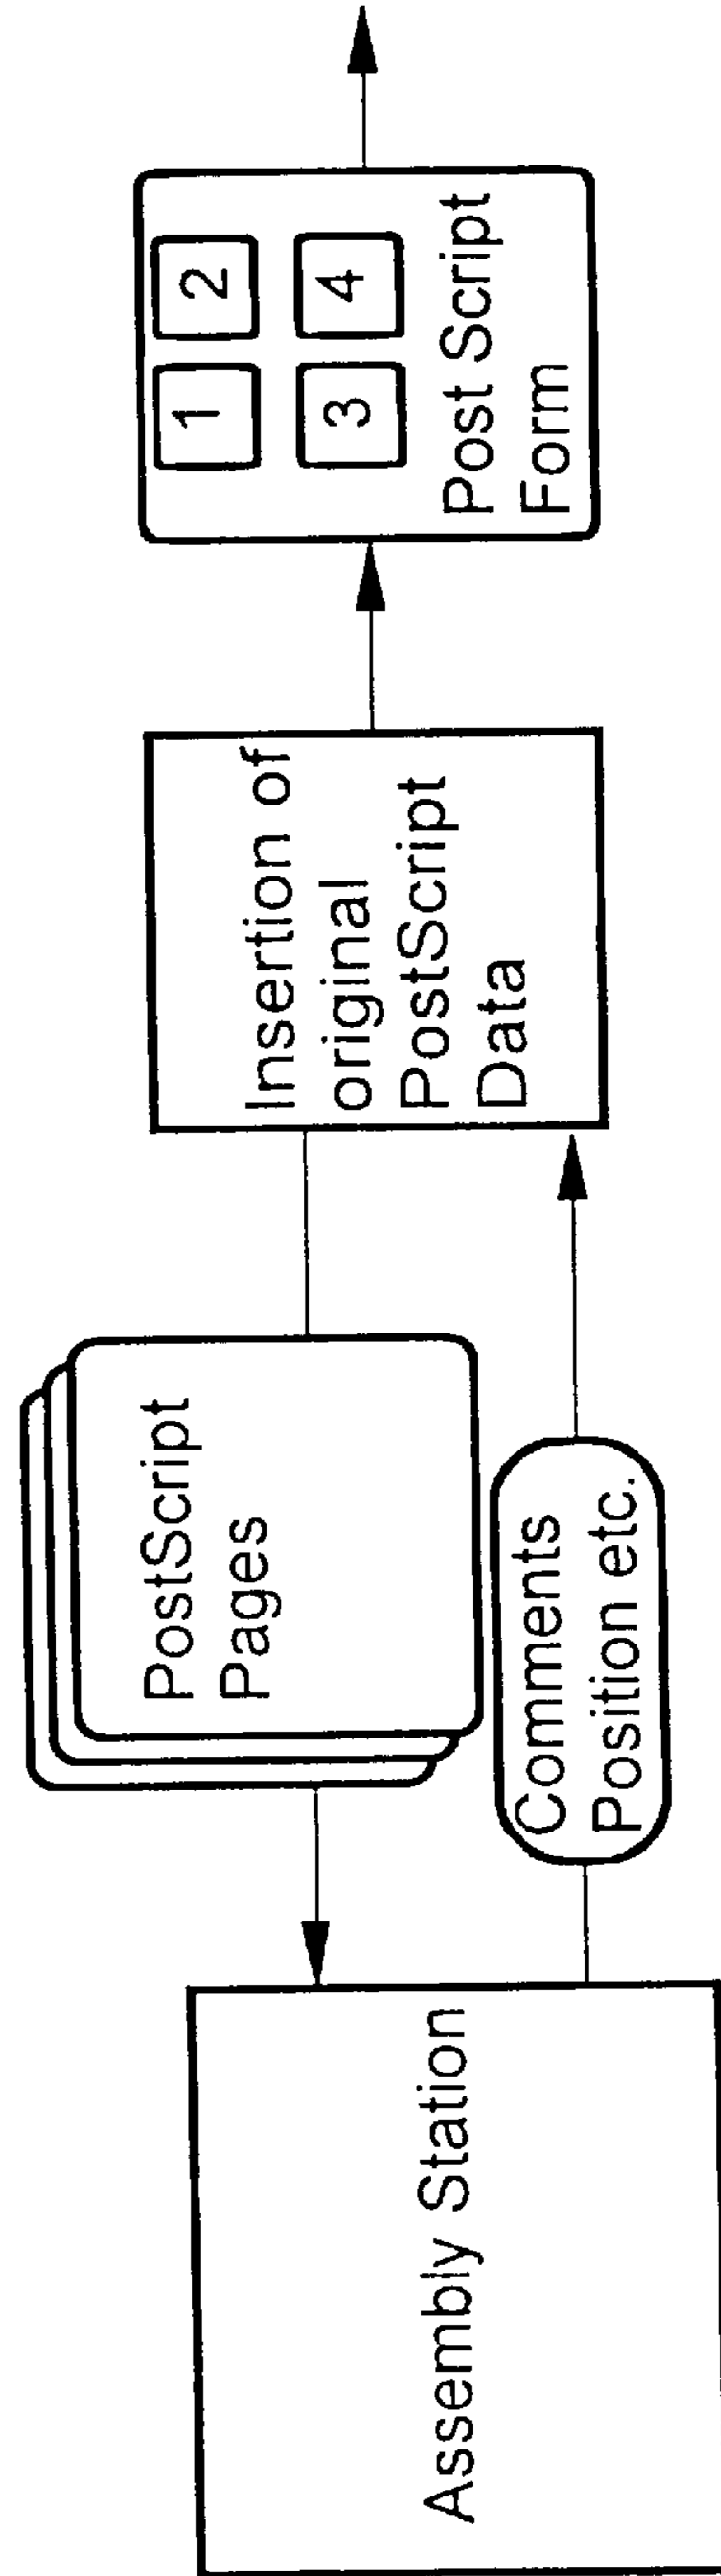 Assembly Station
PostScript
Pages
Comments
Position etc.
Insertion of
original
PostScript
Data
1
2
3
4
Post Script
Form